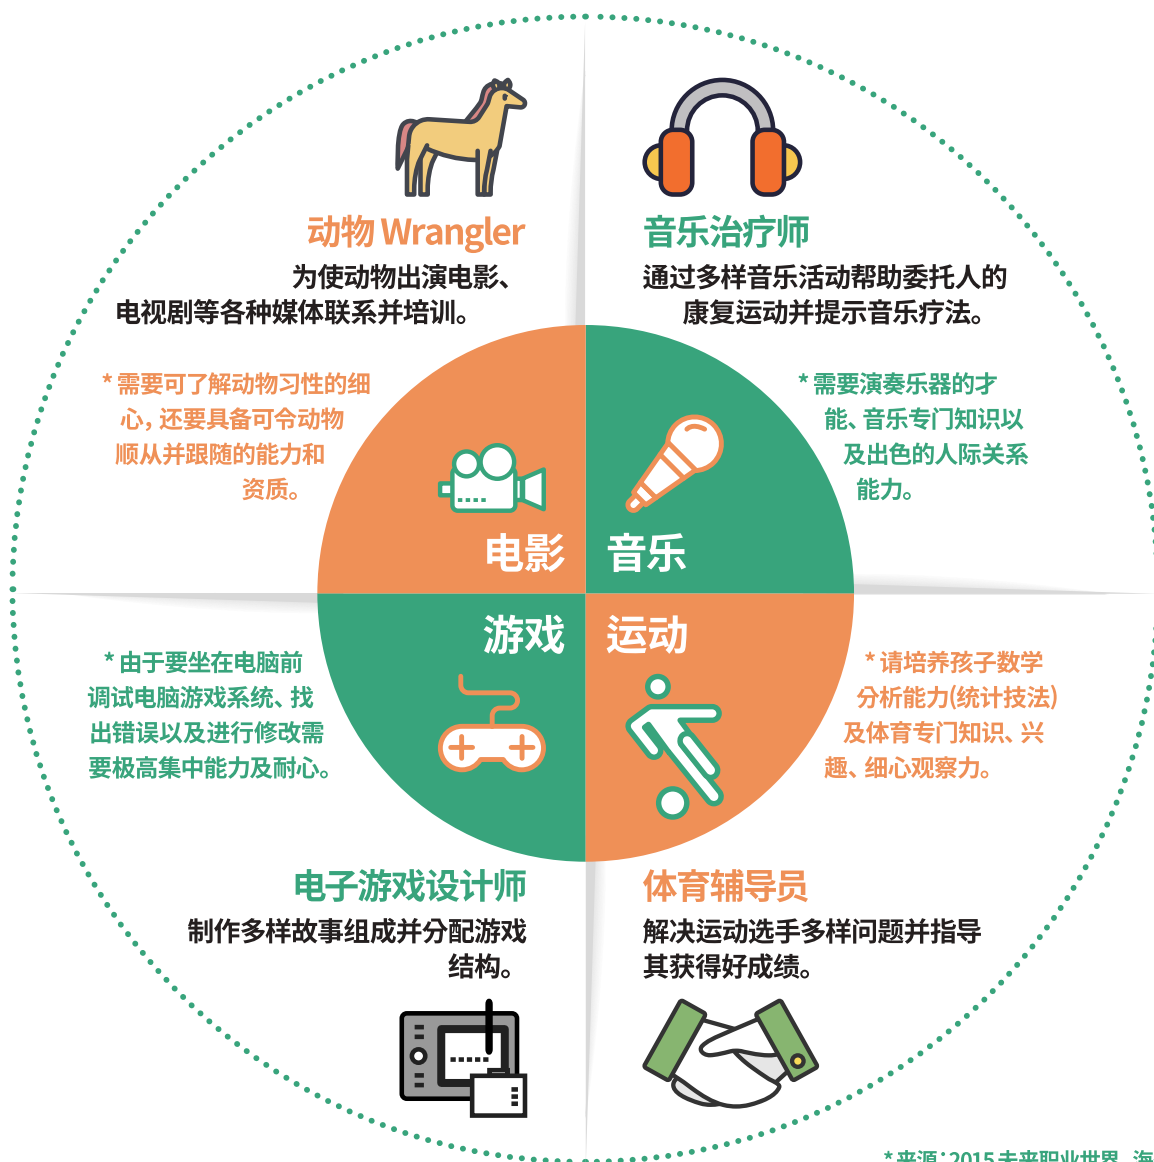 动物 Wrangler
为使动物出演电影、
电视剧等各种媒体联系并培训。
* 需要可了解动物习性的细
心，还要具备可令动物
顺从并跟随的能力和
资质。
音乐治疗师
通过多样音乐活动帮助委托人的
康复运动并提示音乐疗法。
* 需要演奏乐器的才
能、音乐专门知识以
及出色的人际关系
能力。
电影
音乐
游戏
运动
* 由于要坐在电脑前
调试电脑游戏系统、找
出错误以及进行修改需
要极高集中能力及耐心。
电子游戏设计师
制作多样故事组成并分配游戏
结构。
* 请培养孩子数学
分析能力(统计技法)
及体育专门知识、兴
趣、细心观察力。
体育辅导员
解决运动选手多样问题并指导
其获得好成绩。
* 来源：2015 未来职业世界_海